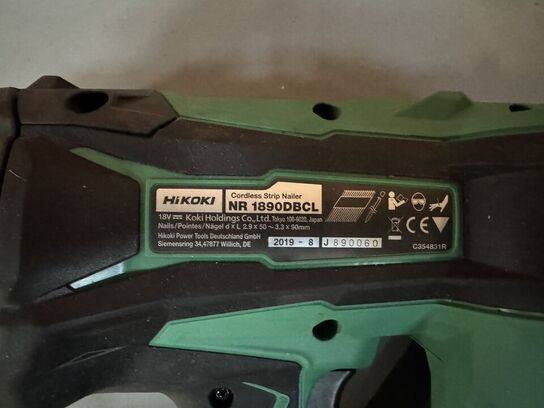 HiKOKI
Cordless Strip Nailer
NR 1890DBCL
18V ⎓ Koki Holdings Co., Ltd. Tokyo 108-6020, Japan
Nails/Pointes/Nägel d x L 2.9 x 50 ~ 3.3 x 90mm
Hikoki Power Tools Deutschland GmbH
Siemensring 34,47877 Willich, DE
2019 - 8 J 890060
CE
C354831R